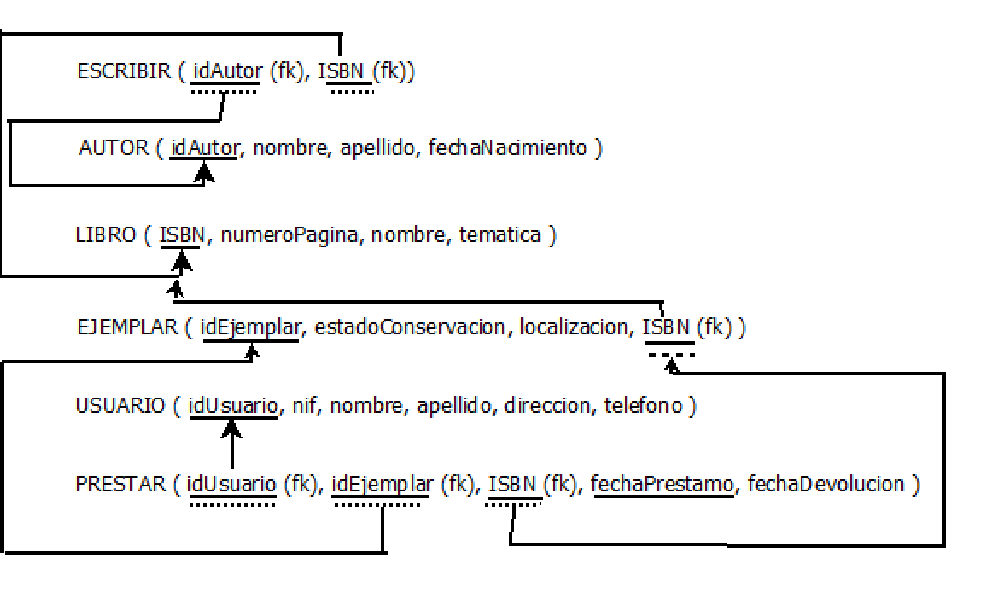 ESCRIBIR ( idAutor (fk), ISBN (fk))
AUTOR ( idAutor, nombre, apellido, fechaNacimiento )
LIBRO ( ISBN, numeroPagina, nombre, tematica )
EJEMPLAR ( idEjemplar, estadoConservacion, localizacion, ISBN (fk) )
USUARIO ( idUsuario, nif, nombre, apellido, direccion, telefono )
PRESTAR ( idUsuario (fk), idEjemplar (fk), ISBN (fk), fechaPrestamo, fechaDevolucion )